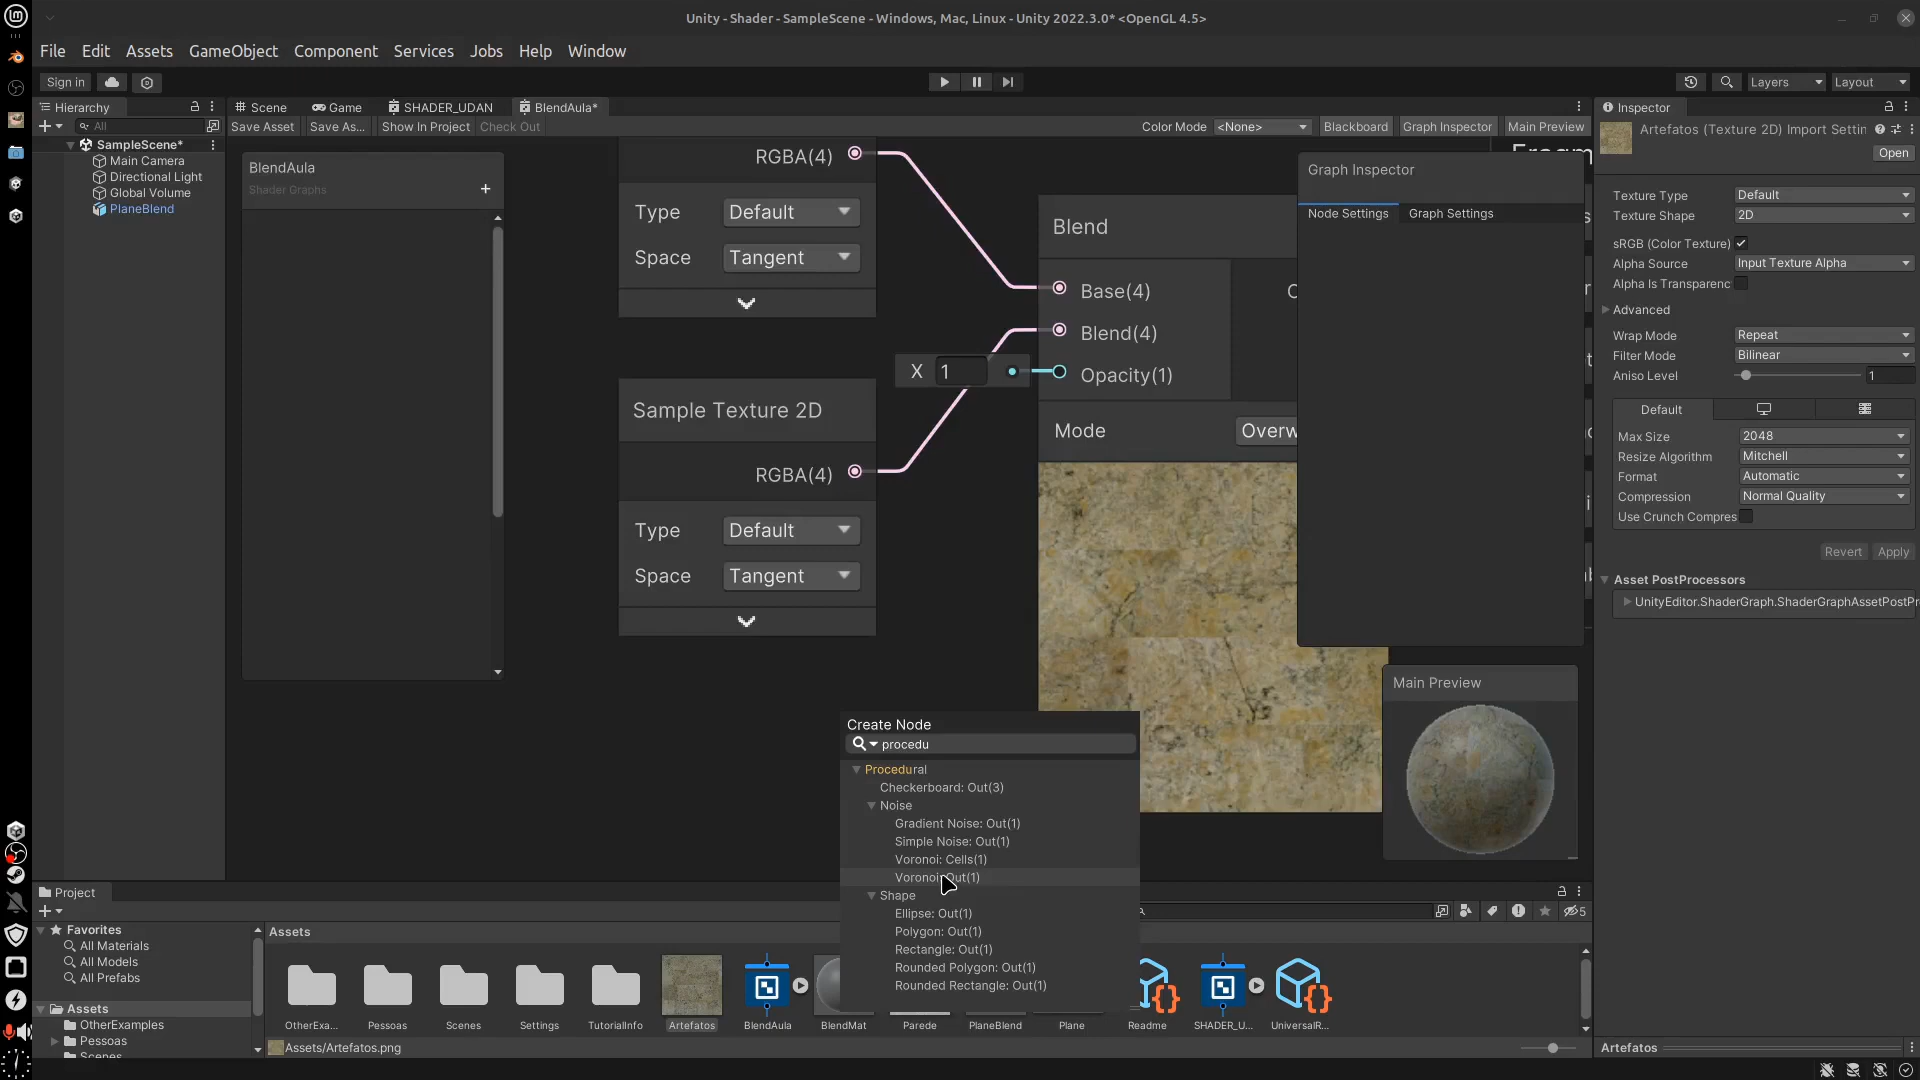 Unity - Shader - SampleScene - Windows, Mac, Linux - Unity 2022.3.0* <OpenGL 4.5>
File Edit Assets GameObject Component Services Jobs Help Window
Sign in
Layers Layout
Hierarchy
All
SampleScene*
Main Camera
Directional Light
Global Volume
PlaneBlend
Scene Game SHADER_UDAN BlendAula*
Save Asset Save As... Show In Project Check Out
Color Mode <None> Blackboard Graph Inspector Main Preview
BlendAula
Shader Graphs
RGBA(4)
Type Default
Space Tangent
Sample Texture 2D
RGBA(4)
Type Default
Space Tangent
Blend
Base(4)
Blend(4)
X 1
Opacity(1)
Mode Overw
Graph Inspector
Node Settings Graph Settings
Main Preview
Create Node
procedu
Procedural
Checkerboard: Out(3)
Noise
Gradient Noise: Out(1)
Simple Noise: Out(1)
Voronoi: Cells(1)
Voronoi: Out(1)
Shape
Ellipse: Out(1)
Polygon: Out(1)
Rectangle: Out(1)
Rounded Polygon: Out(1)
Rounded Rectangle: Out(1)
Inspector
Artefatos (Texture 2D) Import Settin
Open
Texture Type Default
Texture Shape 2D
sRGB (Color Texture)
Alpha Source Input Texture Alpha
Alpha Is Transparenc
Advanced
Wrap Mode Repeat
Filter Mode Bilinear
Aniso Level 1
Default
Max Size 2048
Resize Algorithm Mitchell
Format Automatic
Compression Normal Quality
Use Crunch Compres
Revert Apply
Asset PostProcessors
UnityEditor.ShaderGraph.ShaderGraphAssetPostPr
Project
5
Favorites
All Materials
All Models
All Prefabs
Assets
OtherExamples
Pessoas
Scenes
Assets
OtherExa... Pessoas Scenes Settings TutorialInfo Artefatos BlendAula BlendMat Parede PlaneBlend Plane Readme SHADER_U... UniversalR...
Assets/Artefatos.png
Artefatos